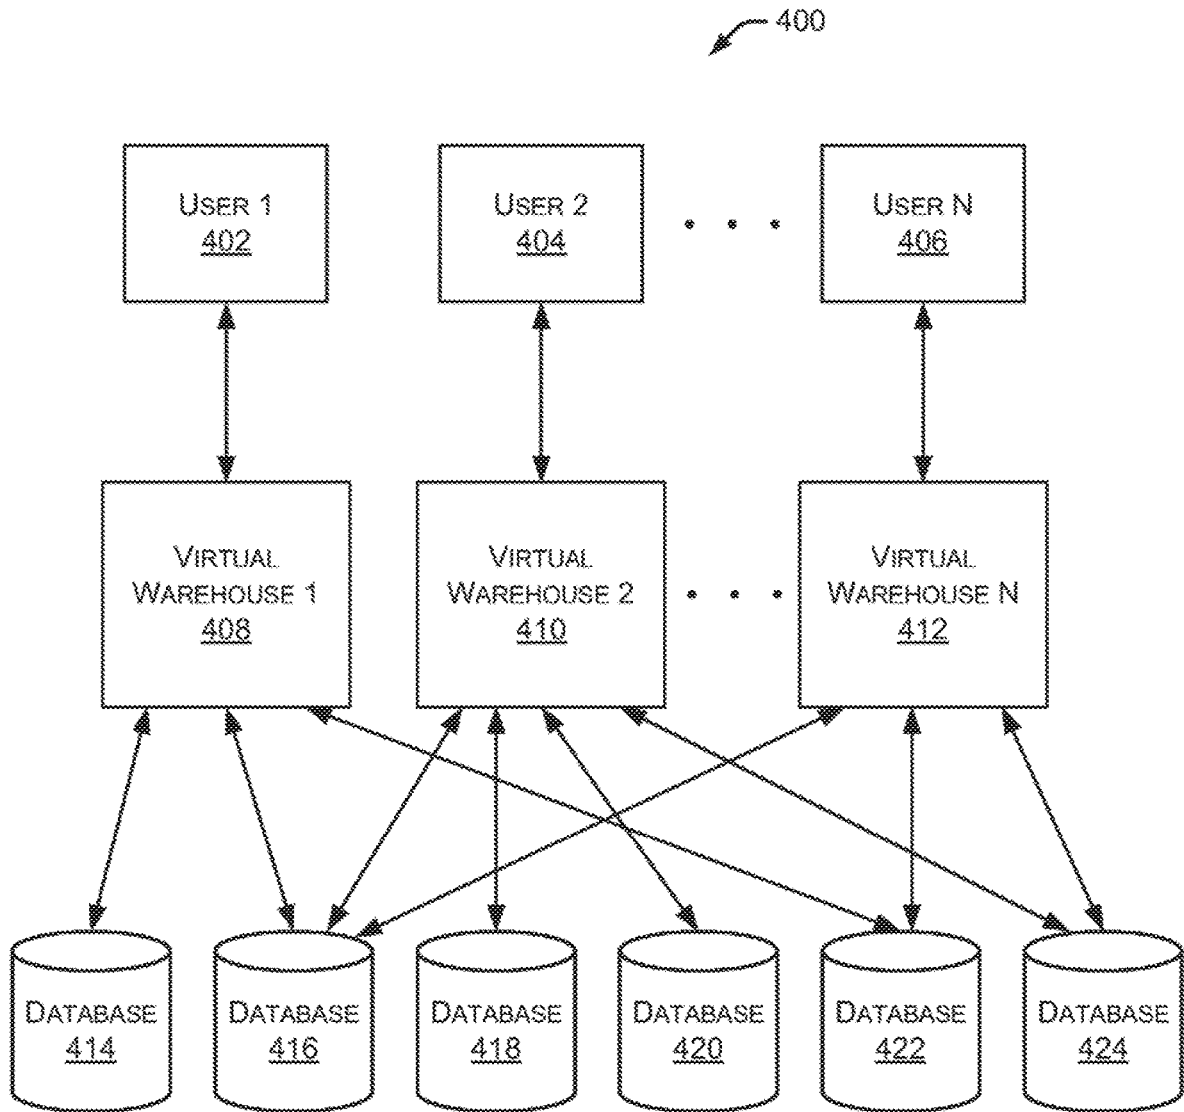 400
USER 1
402
USER 2
404
USER N
406
VIRTUAL
WAREHOUSE 1
408
VIRTUAL
WAREHOUSE 2
410
VIRTUAL
WAREHOUSE N
412
DATABASE
414
DATABASE
416
DATABASE
418
DATABASE
420
DATABASE
422
DATABASE
424